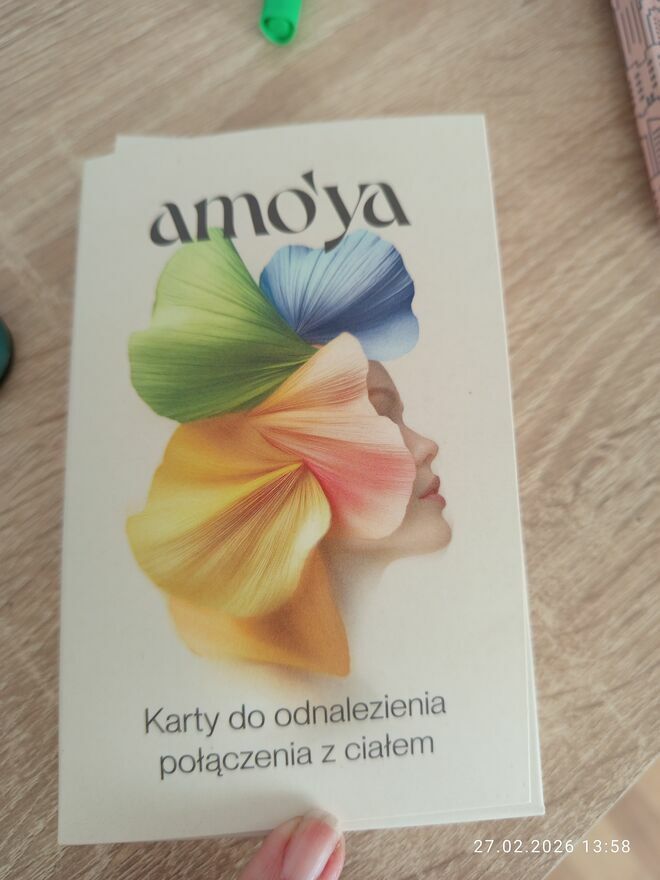 amo'ya
Karty do odnalezienia
połączenia z ciałem
27.02.2026 13:58